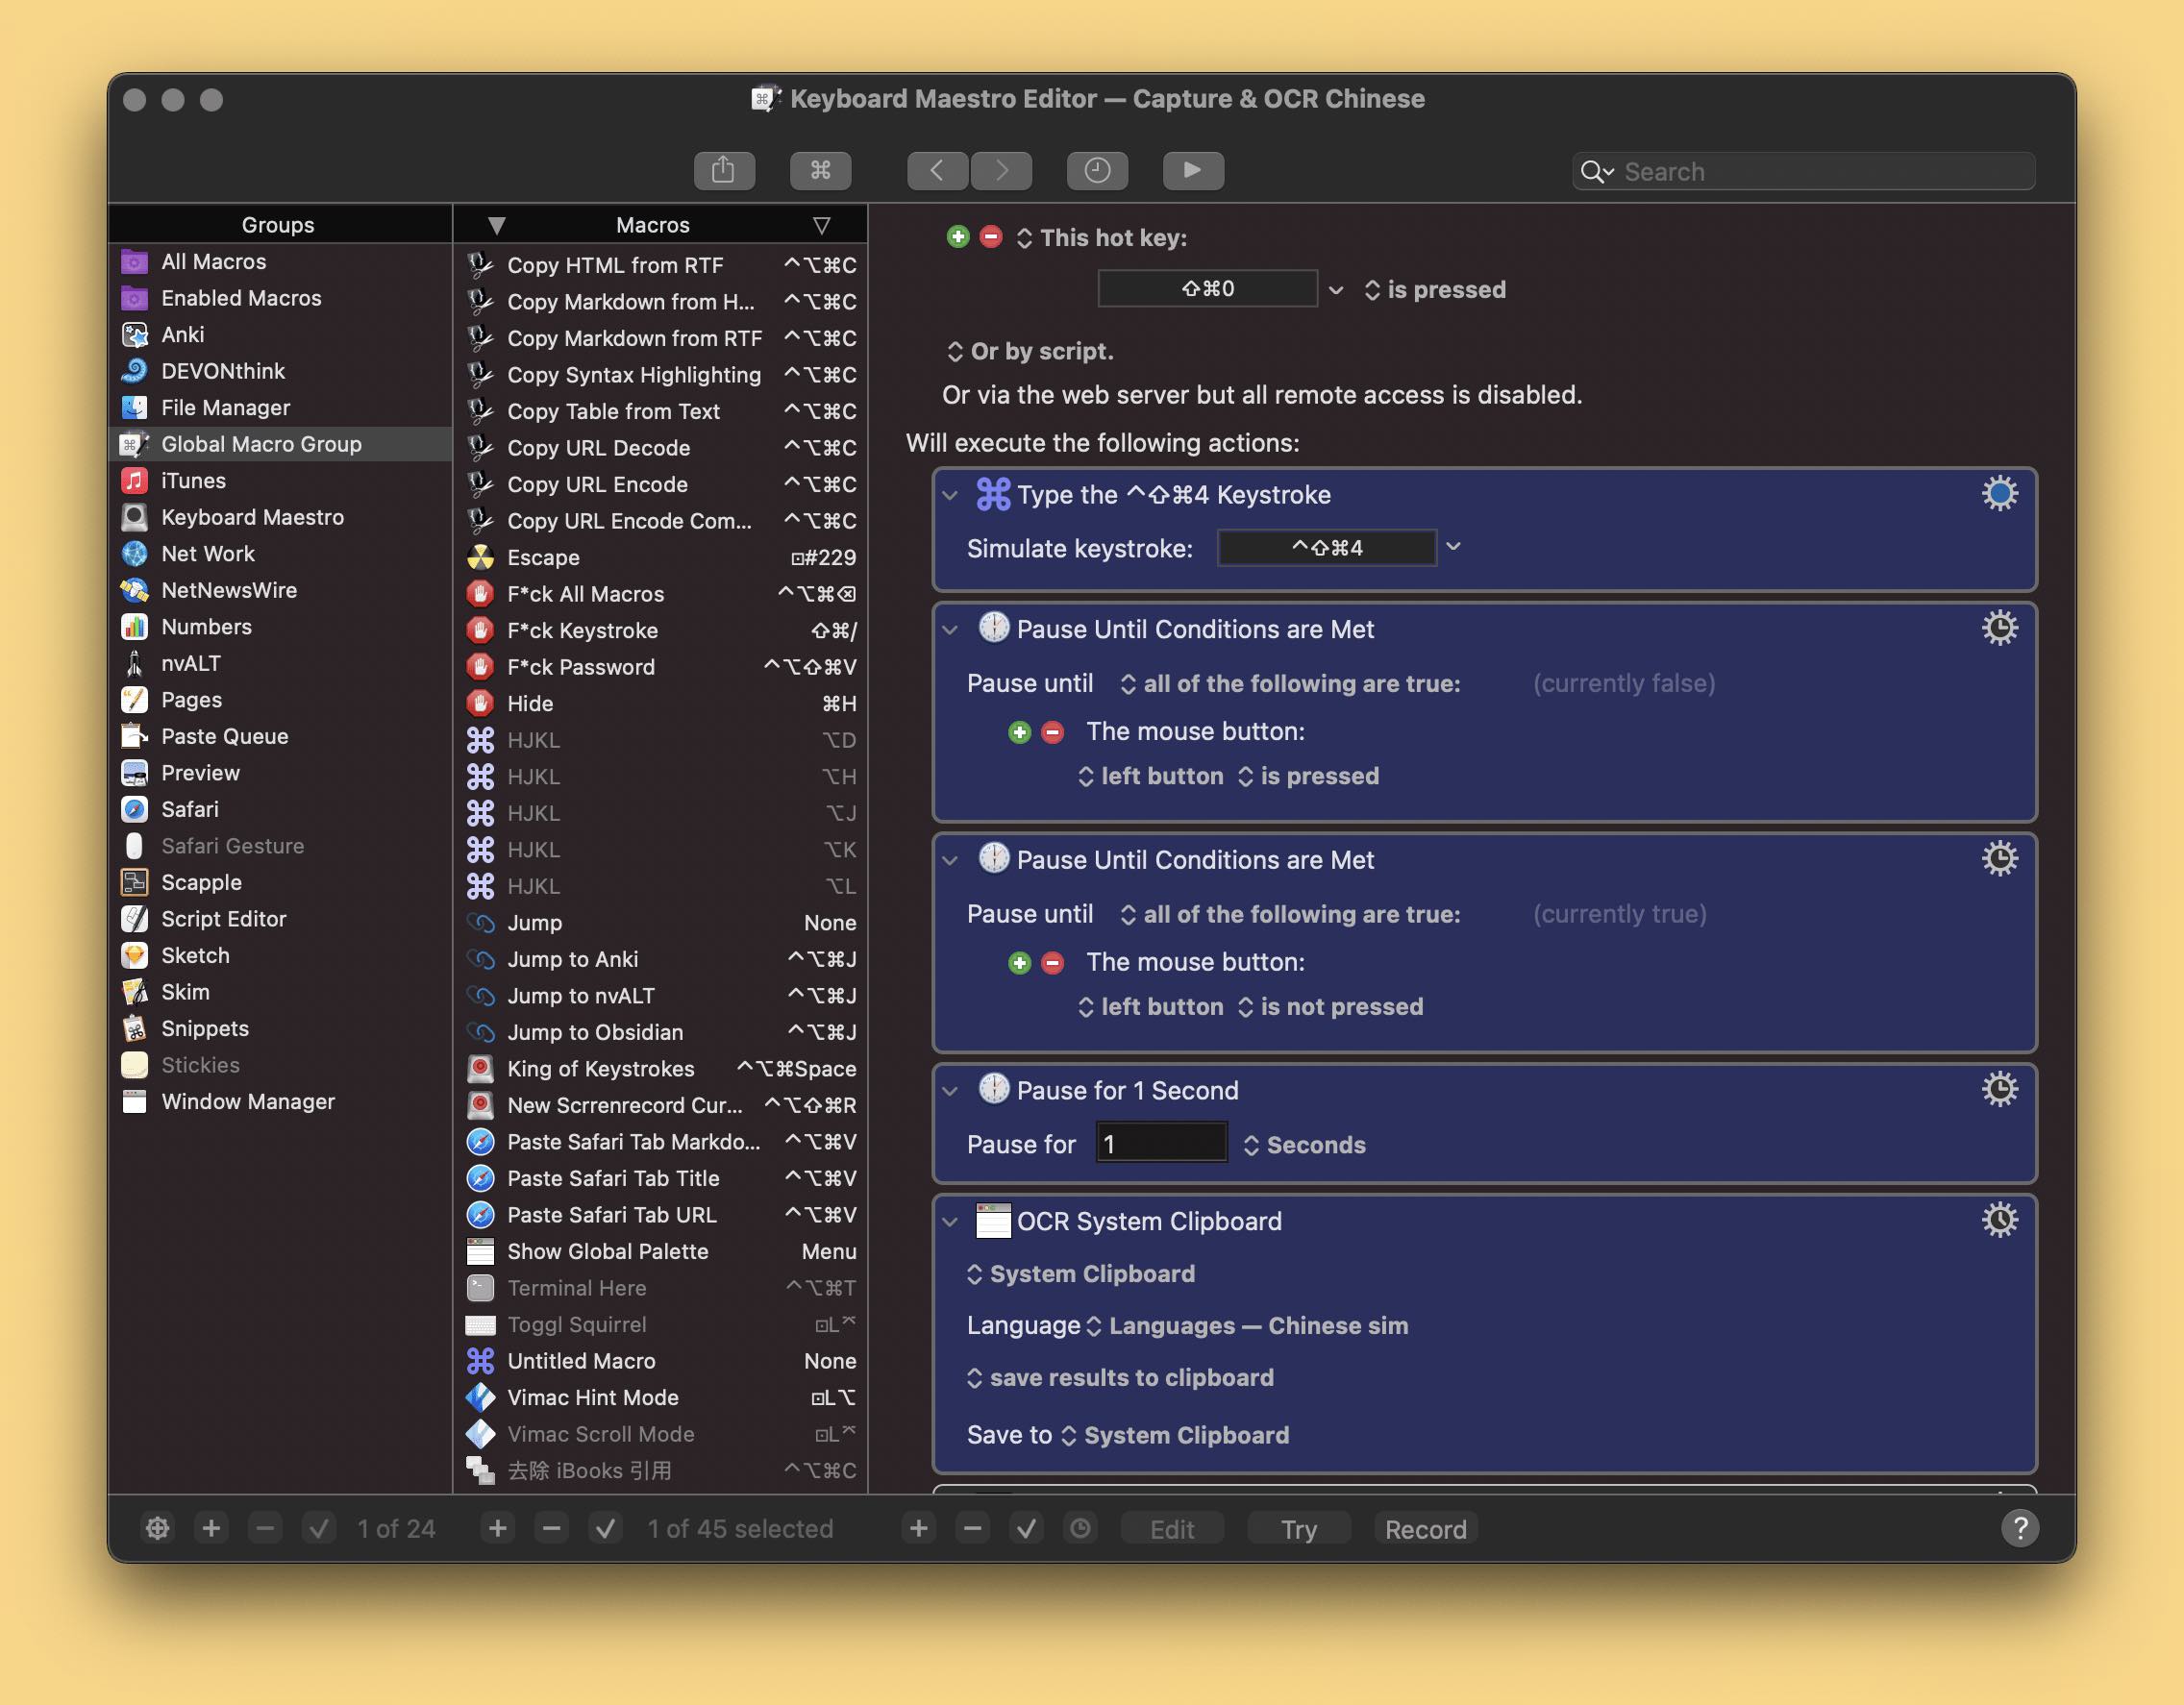 Keyboard Maestro Editor — Capture & OCR Chinese
Search
Groups
All Macros
Enabled Macros
Anki
DEVONthink
File Manager
Global Macro Group
iTunes
Keyboard Maestro
Net Work
NetNewsWire
Numbers
nvALT
Pages
Paste Queue
Preview
Safari
Safari Gesture
Scapple
Script Editor
Sketch
Skim
Snippets
Stickies
Window Manager
Macros
Copy HTML from RTF ^⌥⌘C
Copy Markdown from H... ^⌥⌘C
Copy Markdown from RTF ^⌥⌘C
Copy Syntax Highlighting ^⌥⌘C
Copy Table from Text ^⌥⌘C
Copy URL Decode ^⌥⌘C
Copy URL Encode ^⌥⌘C
Copy URL Encode Com... ^⌥⌘C
Escape ⊡#229
F*ck All Macros ^⌥⌘⌫
F*ck Keystroke ⇧⌘/
F*ck Password ^⌥⇧⌘V
Hide ⌘H
HJKL ⌥D
HJKL ⌥H
HJKL ⌥J
HJKL ⌥K
HJKL ⌥L
Jump None
Jump to Anki ^⌥⌘J
Jump to nvALT ^⌥⌘J
Jump to Obsidian ^⌥⌘J
King of Keystrokes ^⌥⌘Space
New Scrrenrecord Cur... ^⌥⇧⌘R
Paste Safari Tab Markdo... ^⌥⌘V
Paste Safari Tab Title ^⌥⌘V
Paste Safari Tab URL ^⌥⌘V
Show Global Palette Menu
Terminal Here ^⌥⌘T
Toggl Squirrel ⊡L⌤
Untitled Macro None
Vimac Hint Mode ⊡L⌥
Vimac Scroll Mode ⊡L⌤
去除 iBooks 引用 ^⌥⌘C
This hot key:
⇧⌘0 is pressed
Or by script.
Or via the web server but all remote access is disabled.
Will execute the following actions:
Type the ^⇧⌘4 Keystroke
Simulate keystroke: ^⇧⌘4
Pause Until Conditions are Met
Pause until all of the following are true: (currently false)
The mouse button:
left button is pressed
Pause Until Conditions are Met
Pause until all of the following are true: (currently true)
The mouse button:
left button is not pressed
Pause for 1 Second
Pause for 1 Seconds
OCR System Clipboard
System Clipboard
Language Languages — Chinese sim
save results to clipboard
Save to System Clipboard
1 of 24
1 of 45 selected
Edit Try Record ?